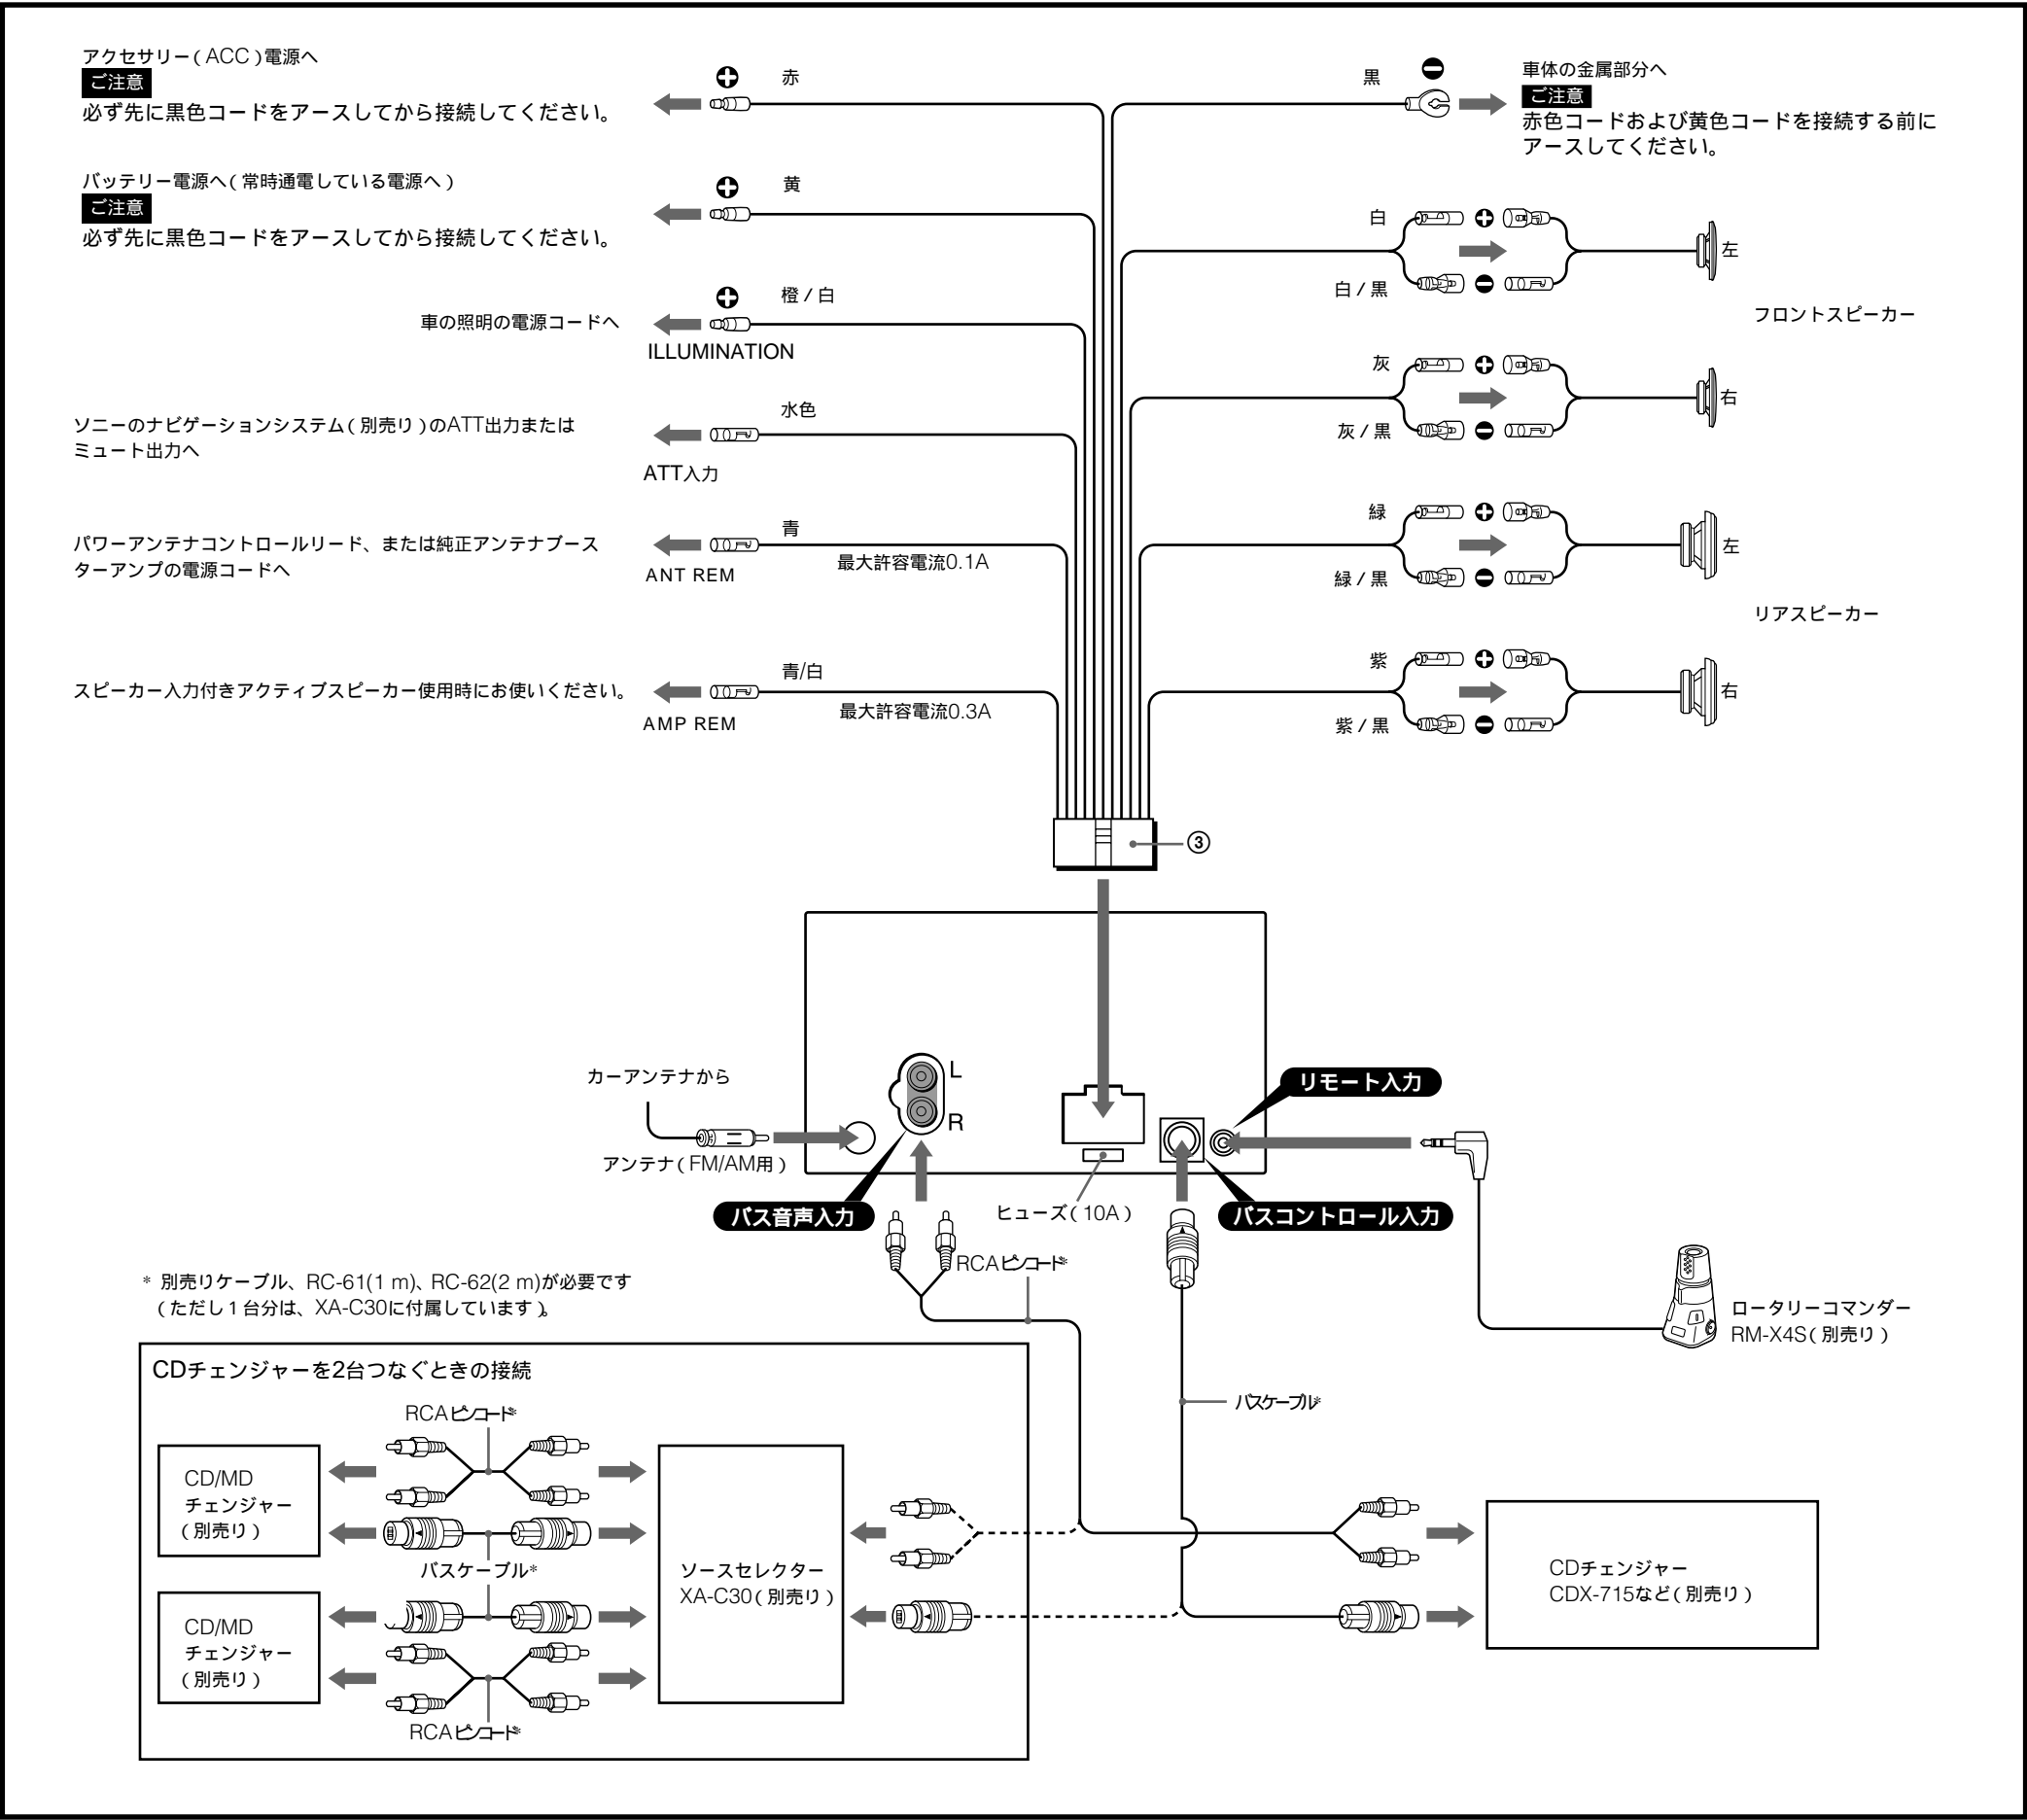 アクセサリー(ACC)電源へ
ご注意
必ず先に黒色コードをアースしてから接続してください。
赤
バッテリー電源へ(常時通電している電源へ)
ご注意
必ず先に黒色コードをアースしてから接続してください。
黄
車の照明の電源コードへ
橙/白
ILLUMINATION
ソニーのナビゲーションシステム(別売り)のATT出力または
ミュート出力へ
水色
ATT入力
パワーアンテナコントロールリード、または純正アンテナブース
ターアンプの電源コードへ
青
最大許容電流0.1A
ANT REM
スピーカー入力付きアクティブスピーカー使用時にお使いください。
青/白
最大許容電流0.3A
AMP REM
黒
車体の金属部分へ
ご注意
赤色コードおよび黄色コードを接続する前に
アースしてください。
白
白/黒
左
フロントスピーカー
灰
灰/黒
右
緑
緑/黒
左
リアスピーカー
紫
紫/黒
右
③
カーアンテナから
アンテナ(FM/AM用)
L
R
バス音声入力
ヒューズ(10A)
リモート入力
バスコントロール入力
RCAピンコード*
ロータリーコマンダー
RM-X4S(別売り)
バスケーブル*
* 別売りケーブル、RC-61(1 m)、RC-62(2 m)が必要です
(ただし1台分は、XA-C30に付属しています)。
CDチェンジャーを2台つなぐときの接続
RCAピンコード*
CD/MD
チェンジャー
(別売り)
バスケーブル*
CD/MD
チェンジャー
(別売り)
RCAピンコード*
ソースセレクター
XA-C30(別売り)
CDチェンジャー
CDX-715など(別売り)